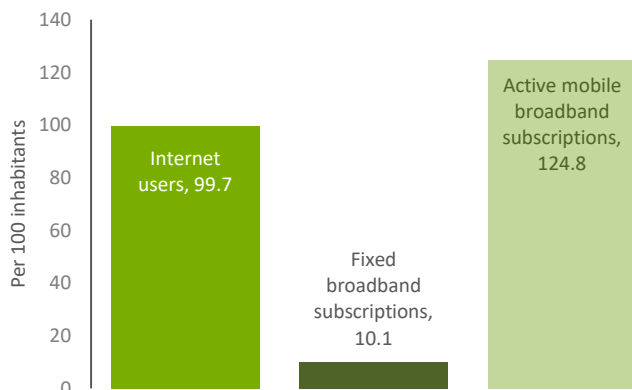 140
120
100
80
60
40
20
0
Per 100 inhabitants
Internet
users, 99.7
Fixed
broadband
subscriptions,
10.1
Active mobile
broadband
subscriptions,
124.8